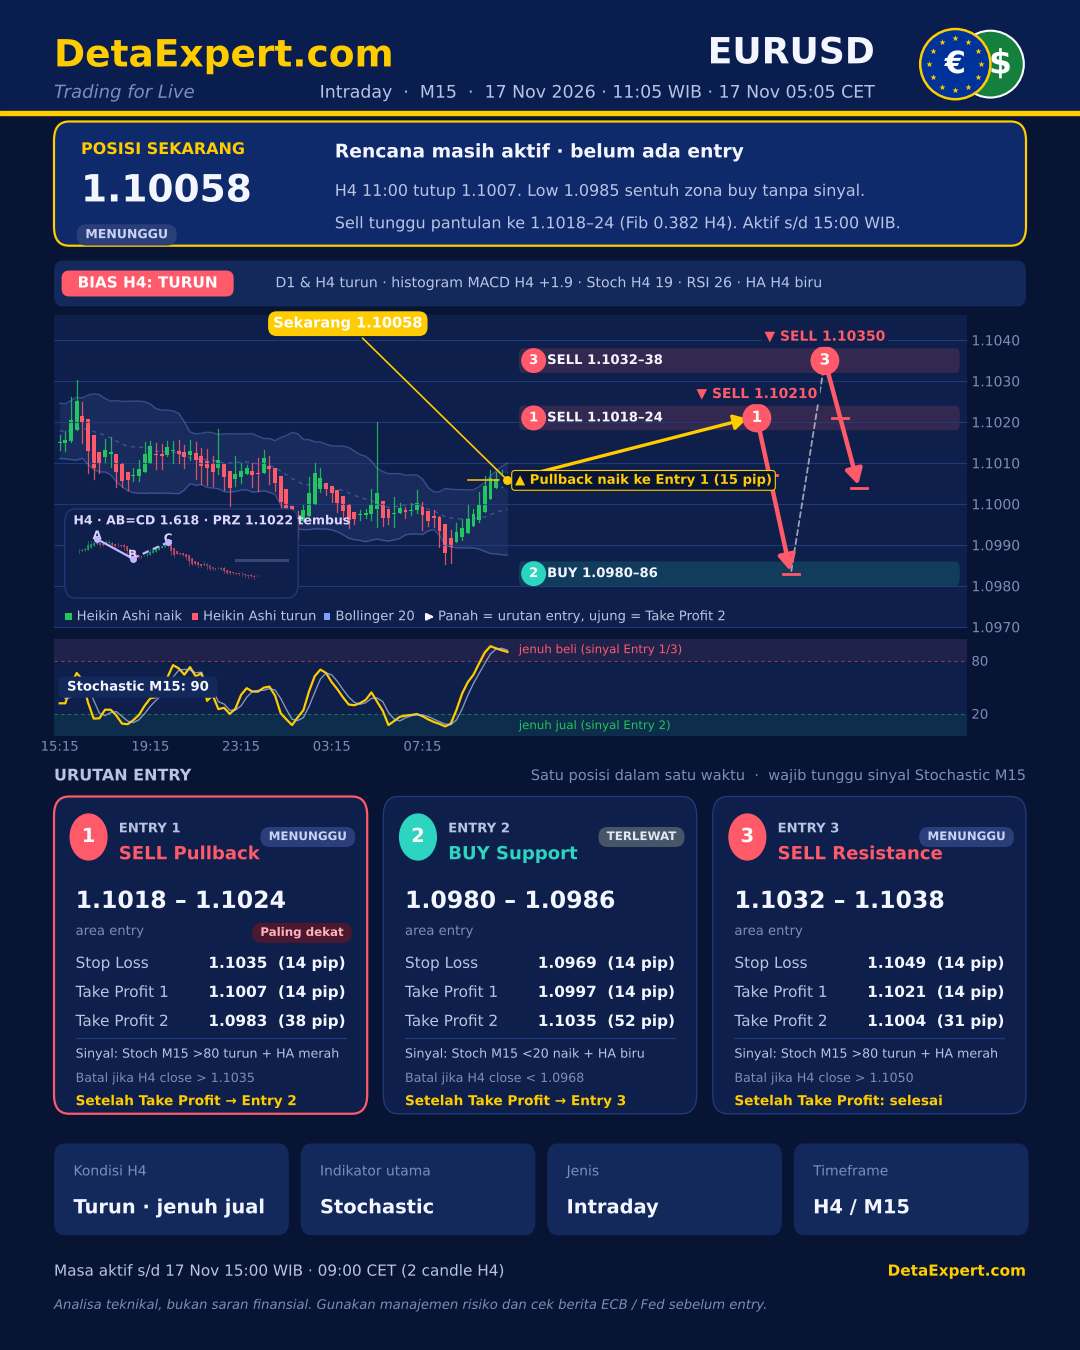 DetaExpert.com
EURUSD
€ $
Trading for Live
Intraday · M15 · 17 Nov 2026 · 11:05 WIB · 17 Nov 05:05 CET
POSISI SEKARANG
1.10058
MENUNGGU
Rencana masih aktif · belum ada entry
H4 11:00 tutup 1.1007. Low 1.0985 sentuh zona buy tanpa sinyal.
Sell tunggu pantulan ke 1.1018–24 (Fib 0.382 H4). Aktif s/d 15:00 WIB.
BIAS H4: TURUN
D1 & H4 turun · histogram MACD H4 +1.9 · Stoch H4 19 · RSI 26 · HA H4 biru
Sekarang 1.10058
▼ SELL 1.10350
3 SELL 1.1032–38
3
▼ SELL 1.10210
1 SELL 1.1018–24
1
▲ Pullback naik ke Entry 1 (15 pip)
H4 · AB=CD 1.618 · PRZ 1.1022 tembus
A
B
C
2 BUY 1.0980–86
1.1040
1.1030
1.1020
1.1010
1.1000
1.0990
1.0980
1.0970
Heikin Ashi naik
Heikin Ashi turun
Bollinger 20
Panah = urutan entry, ujung = Take Profit 2
jenuh beli (sinyal Entry 1/3)
Stochastic M15: 90
jenuh jual (sinyal Entry 2)
80
20
15:15
19:15
23:15
03:15
07:15
URUTAN ENTRY
Satu posisi dalam satu waktu · wajib tunggu sinyal Stochastic M15
1
ENTRY 1
MENUNGGU
SELL Pullback
1.1018 – 1.1024
area entry
Paling dekat
Stop Loss 1.1035 (14 pip)
Take Profit 1 1.1007 (14 pip)
Take Profit 2 1.0983 (38 pip)
Sinyal: Stoch M15 >80 turun + HA merah
Batal jika H4 close > 1.1035
Setelah Take Profit → Entry 2
2
ENTRY 2
TERLEWAT
BUY Support
1.0980 – 1.0986
area entry
Stop Loss 1.0969 (14 pip)
Take Profit 1 1.0997 (14 pip)
Take Profit 2 1.1035 (52 pip)
Sinyal: Stoch M15 <20 naik + HA biru
Batal jika H4 close < 1.0968
Setelah Take Profit → Entry 3
3
ENTRY 3
MENUNGGU
SELL Resistance
1.1032 – 1.1038
area entry
Stop Loss 1.1049 (14 pip)
Take Profit 1 1.1021 (14 pip)
Take Profit 2 1.1004 (31 pip)
Sinyal: Stoch M15 >80 turun + HA merah
Batal jika H4 close > 1.1050
Setelah Take Profit: selesai
Kondisi H4
Turun · jenuh jual
Indikator utama
Stochastic
Jenis
Intraday
Timeframe
H4 / M15
Masa aktif s/d 17 Nov 15:00 WIB · 09:00 CET (2 candle H4)
DetaExpert.com
Analisa teknikal, bukan saran finansial. Gunakan manajemen risiko dan cek berita ECB / Fed sebelum entry.